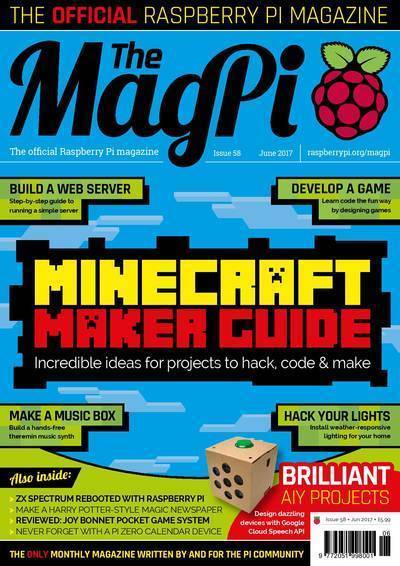 THE OFFICIAL RASPBERRY PI MAGAZINE
The
MagPi
The official Raspberry Pi magazine
Issue 58 June 2017 raspberrypi.org/magpi
BUILD A WEB SERVER
Step-by-step guide to
running a simple server
DEVELOP A GAME
Learn code the fun way
by designing games
MINECRAFT
MAKER GUIDE
Incredible ideas for projects to hack, code & make
MAKE A MUSIC BOX
Build a hands-free
theremin music synth
HACK YOUR LIGHTS
Install weather-responsive
lighting for your home
Also inside:
> ZX SPECTRUM REBOOTED WITH RASPBERRY PI
> MAKE A HARRY POTTER-STYLE MAGIC NEWSPAPER
> REVIEWED: JOY BONNET POCKET GAME SYSTEM
> NEVER FORGET WITH A PI ZERO CALENDAR DEVICE
BRILLIANT
AIY PROJECTS
Design dazzling
devices with Google
Cloud Speech API
Issue 58 • Jun 2017 • £5.99
06
9 772051 998001
THE ONLY MONTHLY MAGAZINE WRITTEN BY AND FOR THE PI COMMUNITY